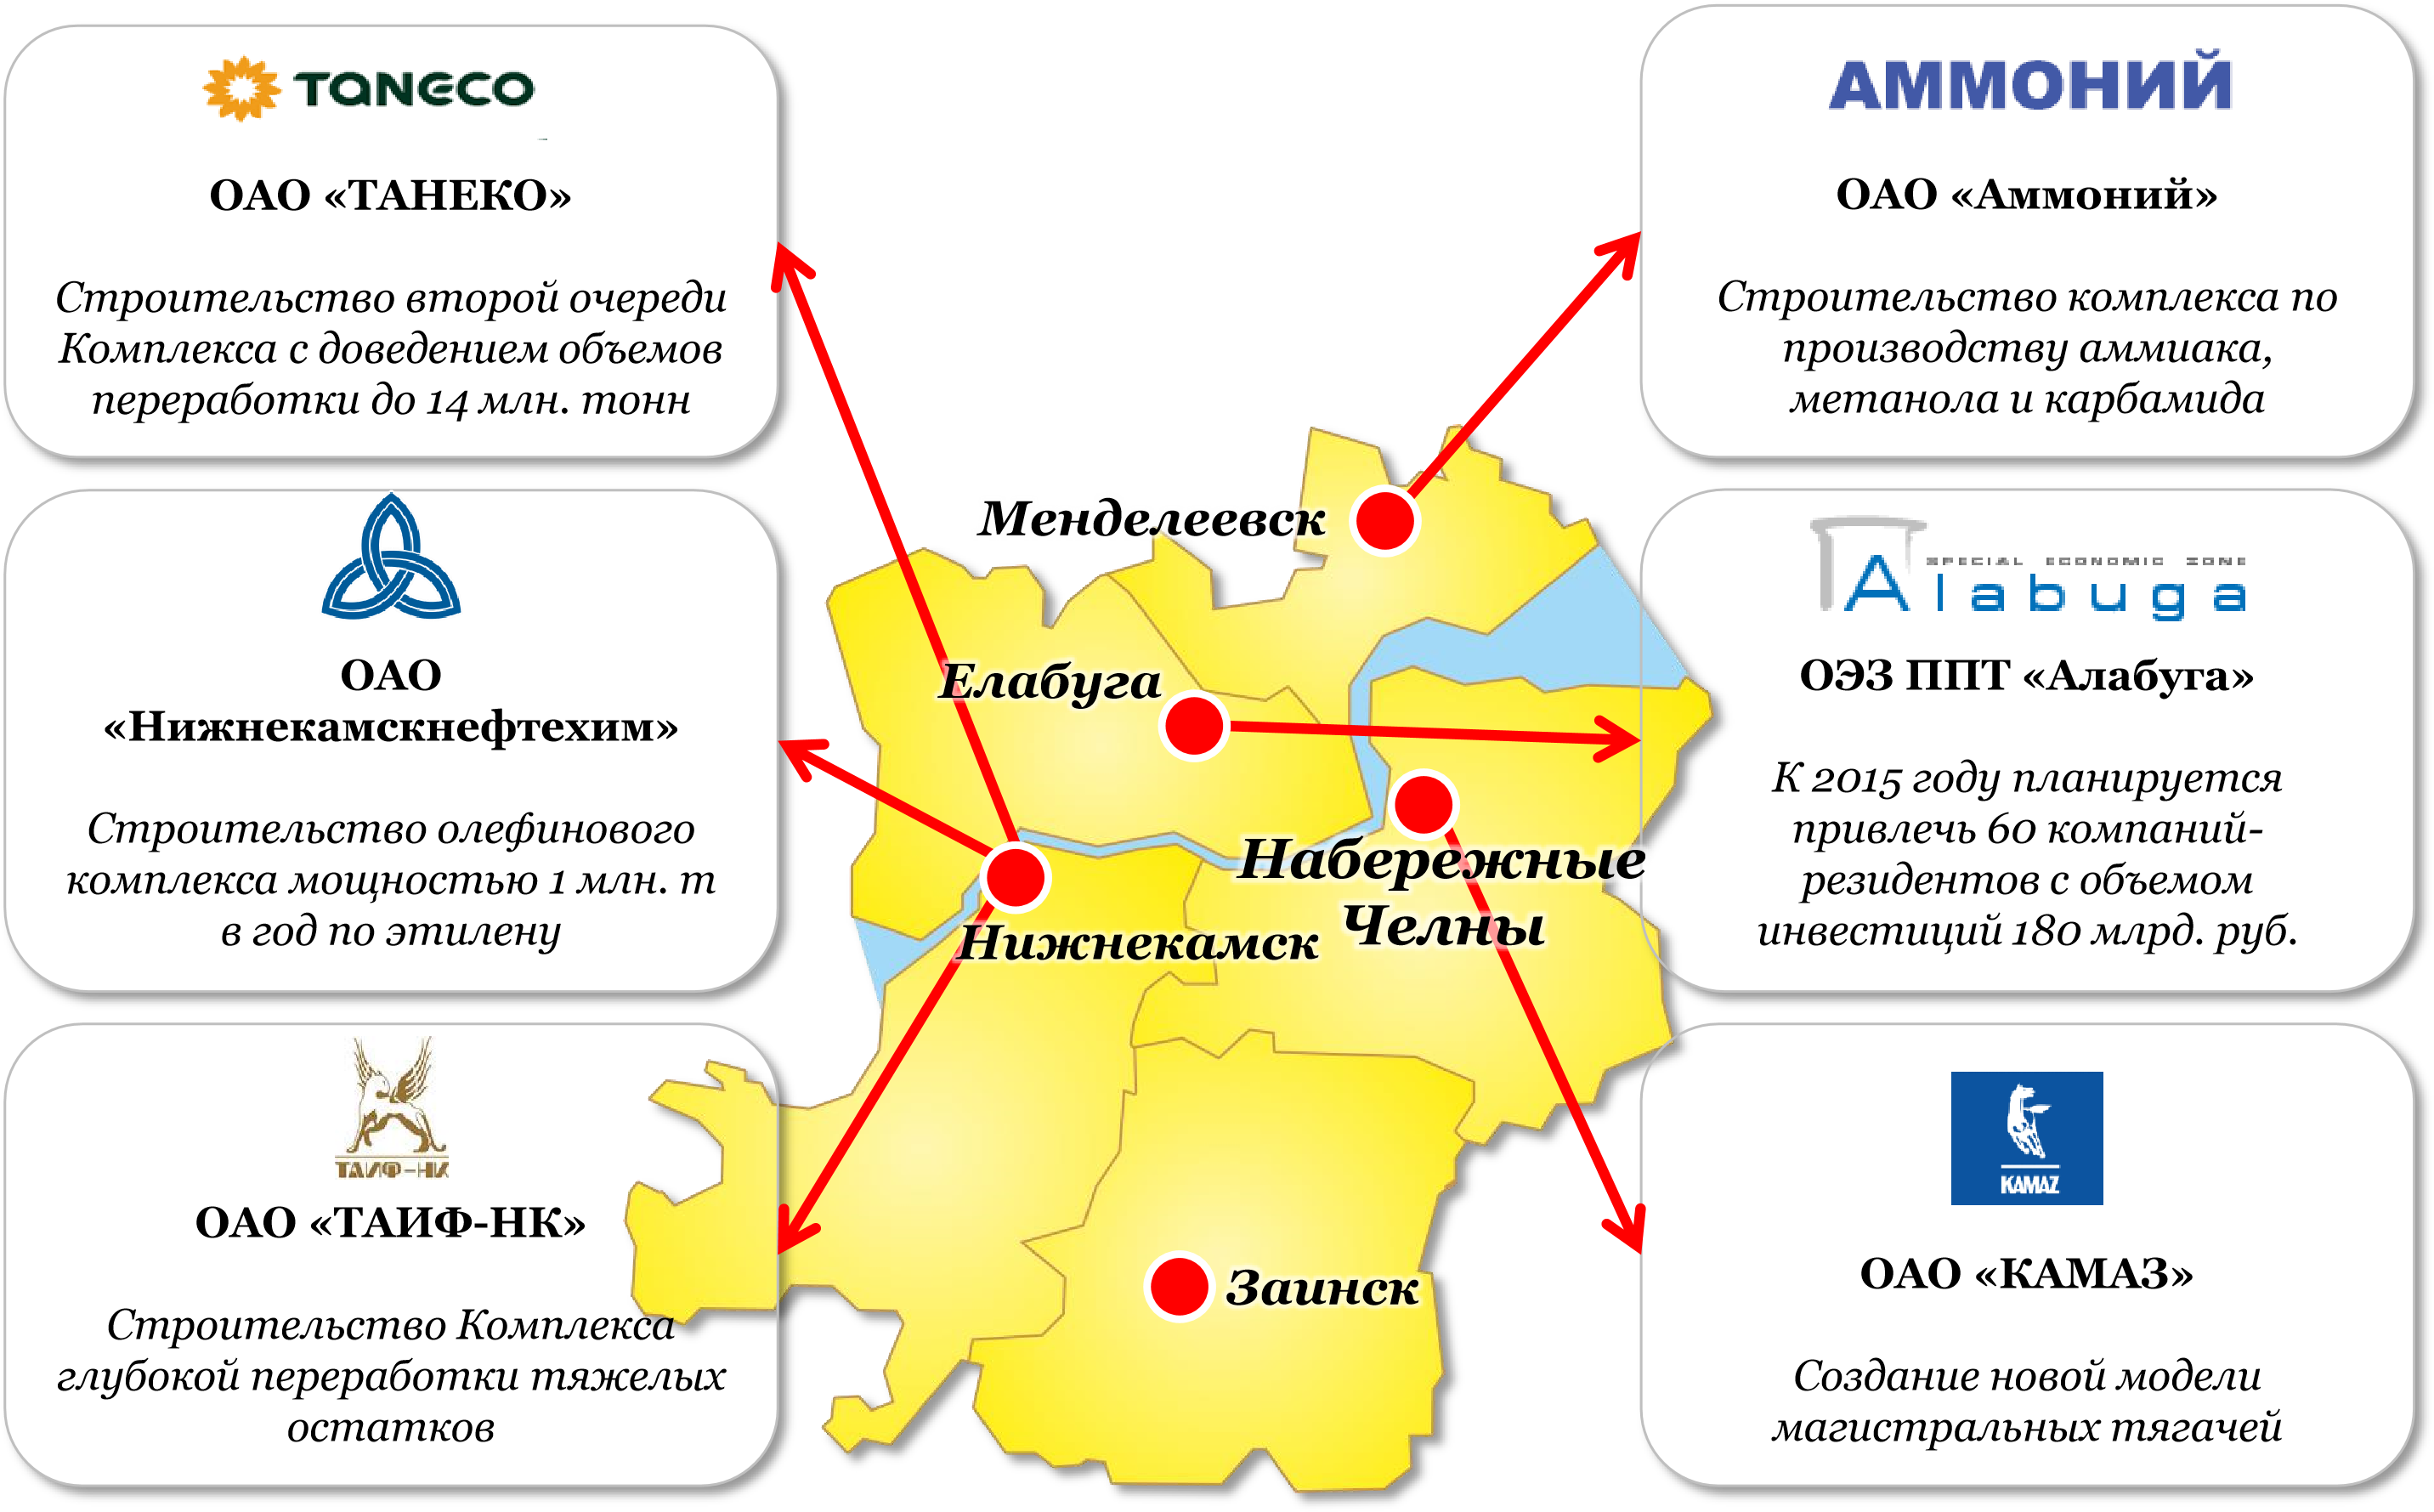 TANECO
ОАО «ТАНЕКО»
Строительство второй очереди
Комплекса с доведением объемов
переработки до 14 млн. тонн
ОАО
«Нижнекамскнефтехим»
Строительство олефинового
комплекса мощностью 1 млн. т
в год по этилену
ТАИФ-НК
ОАО «ТАИФ-НК»
Строительство Комплекса
глубокой переработки тяжелых
остатков
Менделеевск
Елабуга
Набережные
Челны
Нижнекамск
Заинск
АММОНИЙ
ОАО «Аммоний»
Строительство комплекса по
производству аммиака,
метанола и карбамида
SPECIAL ECONOMIC ZONE
Alabuga
ОЭЗ ППТ «Алабуга»
К 2015 году планируется
привлечь 60 компаний-
резидентов с объемом
инвестиций 180 млрд. руб.
KAMAZ
ОАО «КАМАЗ»
Создание новой модели
магистральных тягачей